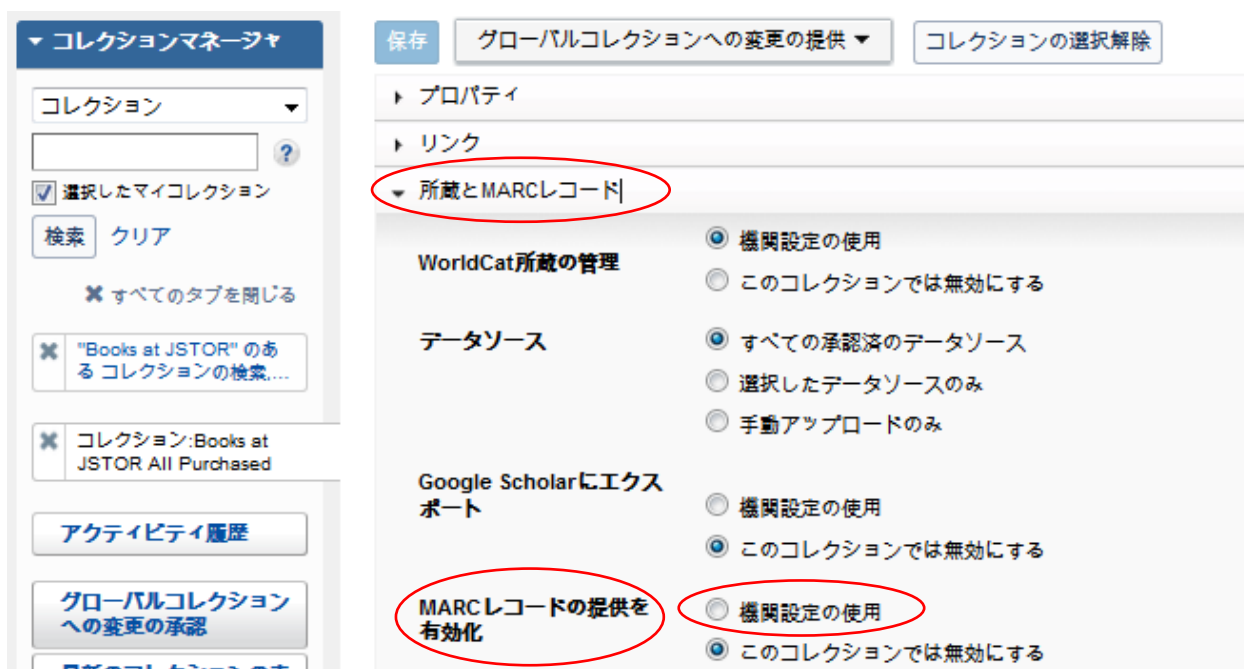 コレクションマネージャ
コレクション
選択したマイコレクション
検索 クリア
すべてのタブを閉じる
"Books at JSTOR" のあ
る コレクションの検索,...
コレクション:Books at
JSTOR All Purchased
アクティビティ履歴
グローバルコレクション
への変更の承認
保存 グローバルコレクションへの変更の提供 コレクションの選択解除
プロパティ
リンク
所蔵とMARCレコード
WorldCat所蔵の管理
機関設定の使用
このコレクションでは無効にする
データソース
すべての承認済のデータソース
選択したデータソースのみ
手動アップロードのみ
Google Scholarにエクス
ポート
機関設定の使用
このコレクションでは無効にする
MARCレコードの提供を
有効化
機関設定の使用
このコレクションでは無効にする